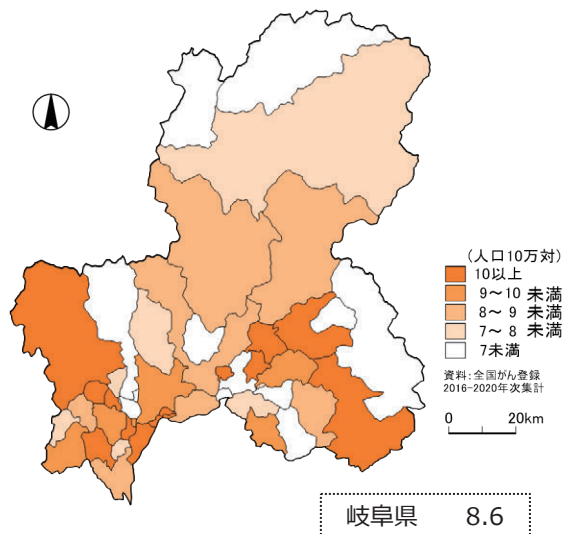 (人口10万対)
10以上
9〜10 未満
8〜 9 未満
7〜 8 未満
7未満
資料:全国がん登録
2016-2020年次集計
0 20km
岐阜県 8.6